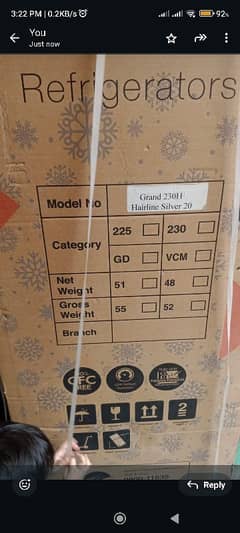 3:22 PM | 0.2KB/s
92%
You
Just now
Refrigerators
Model No
Grand 230H
Hairline Silver 20
Category
225
230
GD
VCM
Net Weight
51
48
Gross Weight
55
52
Branch
CFC
FREE
2
Reply